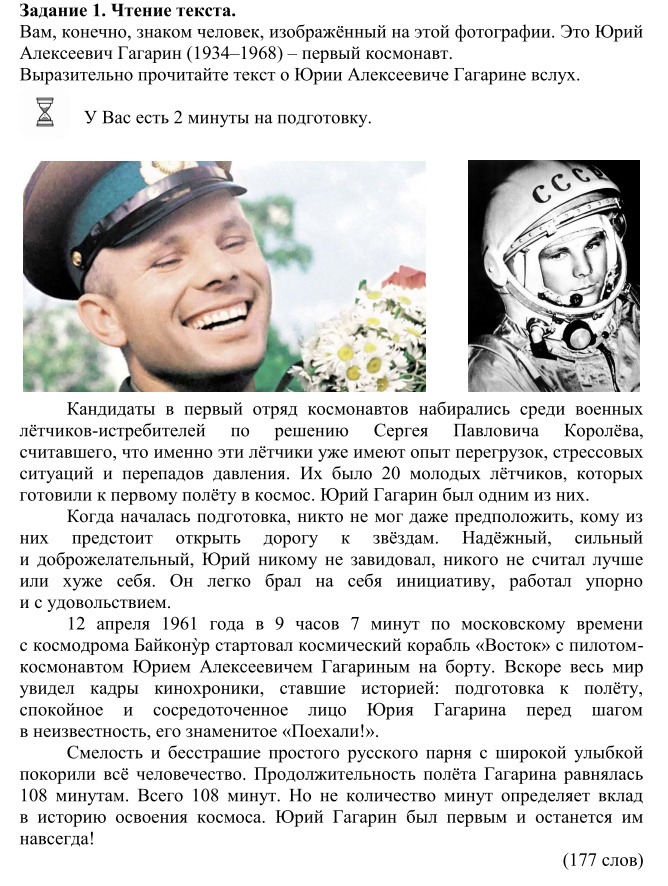 Задание 1. Чтение текста.
Вам, конечно, знаком человек, изображённый на этой фотографии. Это Юрий
Алексеевич Гагарин (1934–1968) – первый космонавт.
Выразительно прочитайте текст о Юрии Алексеевиче Гагарине вслух.
У Вас есть 2 минуты на подготовку.
СССР
Кандидаты в первый отряд космонавтов набирались среди военных
лётчиков-истребителей по решению Сергея Павловича Королёва,
считавшего, что именно эти лётчики уже имеют опыт перегрузок, стрессовых
ситуаций и перепадов давления. Их было 20 молодых лётчиков, которых
готовили к первому полёту в космос. Юрий Гагарин был одним из них.
Когда началась подготовка, никто не мог даже предположить, кому из
них предстоит открыть дорогу к звёздам. Надёжный, сильный
и доброжелательный, Юрий никому не завидовал, никого не считал лучше
или хуже себя. Он легко брал на себя инициативу, работал упорно
и с удовольствием.
12 апреля 1961 года в 9 часов 7 минут по московскому времени
с космодрома Байкону̀р стартовал космический корабль «Восток» с пилотом-
космонавтом Юрием Алексеевичем Гагариным на борту. Вскоре весь мир
увидел кадры кинохроники, ставшие историей: подготовка к полёту,
спокойное и сосредоточенное лицо Юрия Гагарина перед шагом
в неизвестность, его знаменитое «Поехали!».
Смелость и бесстрашие простого русского парня с широкой улыбкой
покорили всё человечество. Продолжительность полёта Гагарина равнялась
108 минутам. Всего 108 минут. Но не количество минут определяет вклад
в историю освоения космоса. Юрий Гагарин был первым и останется им
навсегда!
(177 слов)